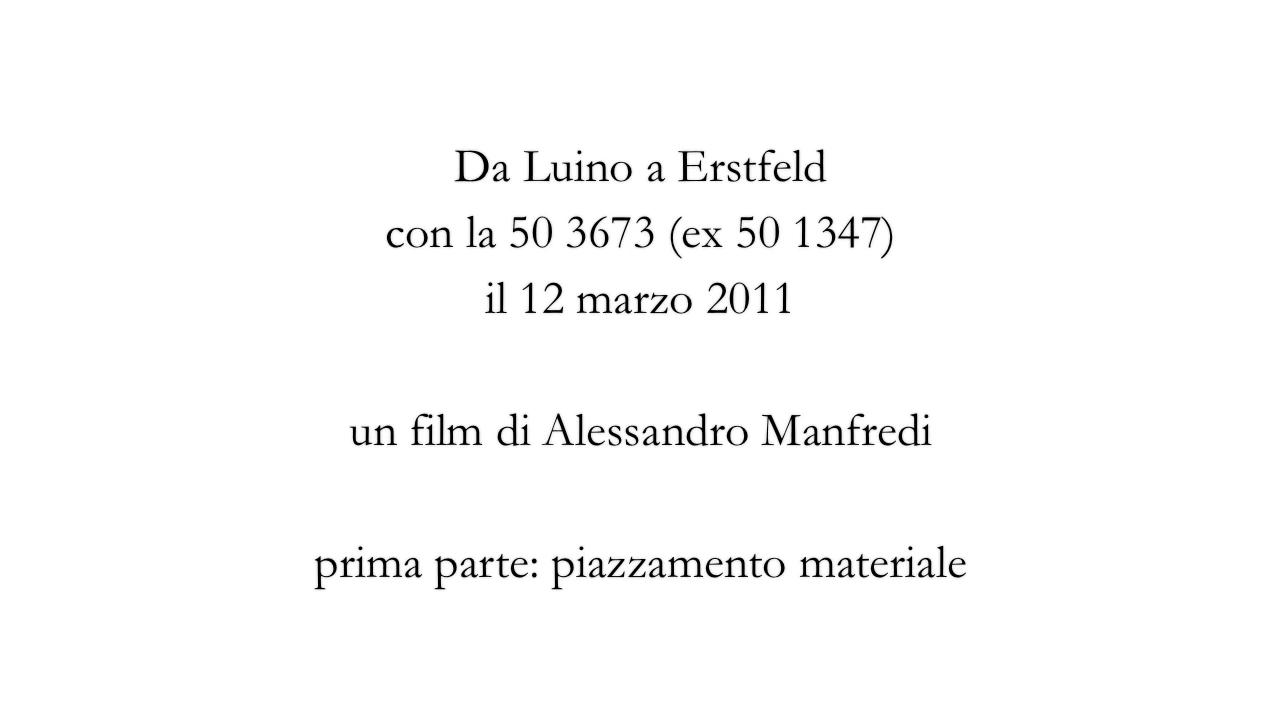 Da Luino a Erstfeld
con la 50 3673 (ex 50 1347)
il 12 marzo 2011
un film di Alessandro Manfredi
prima parte: piazzamento materiale